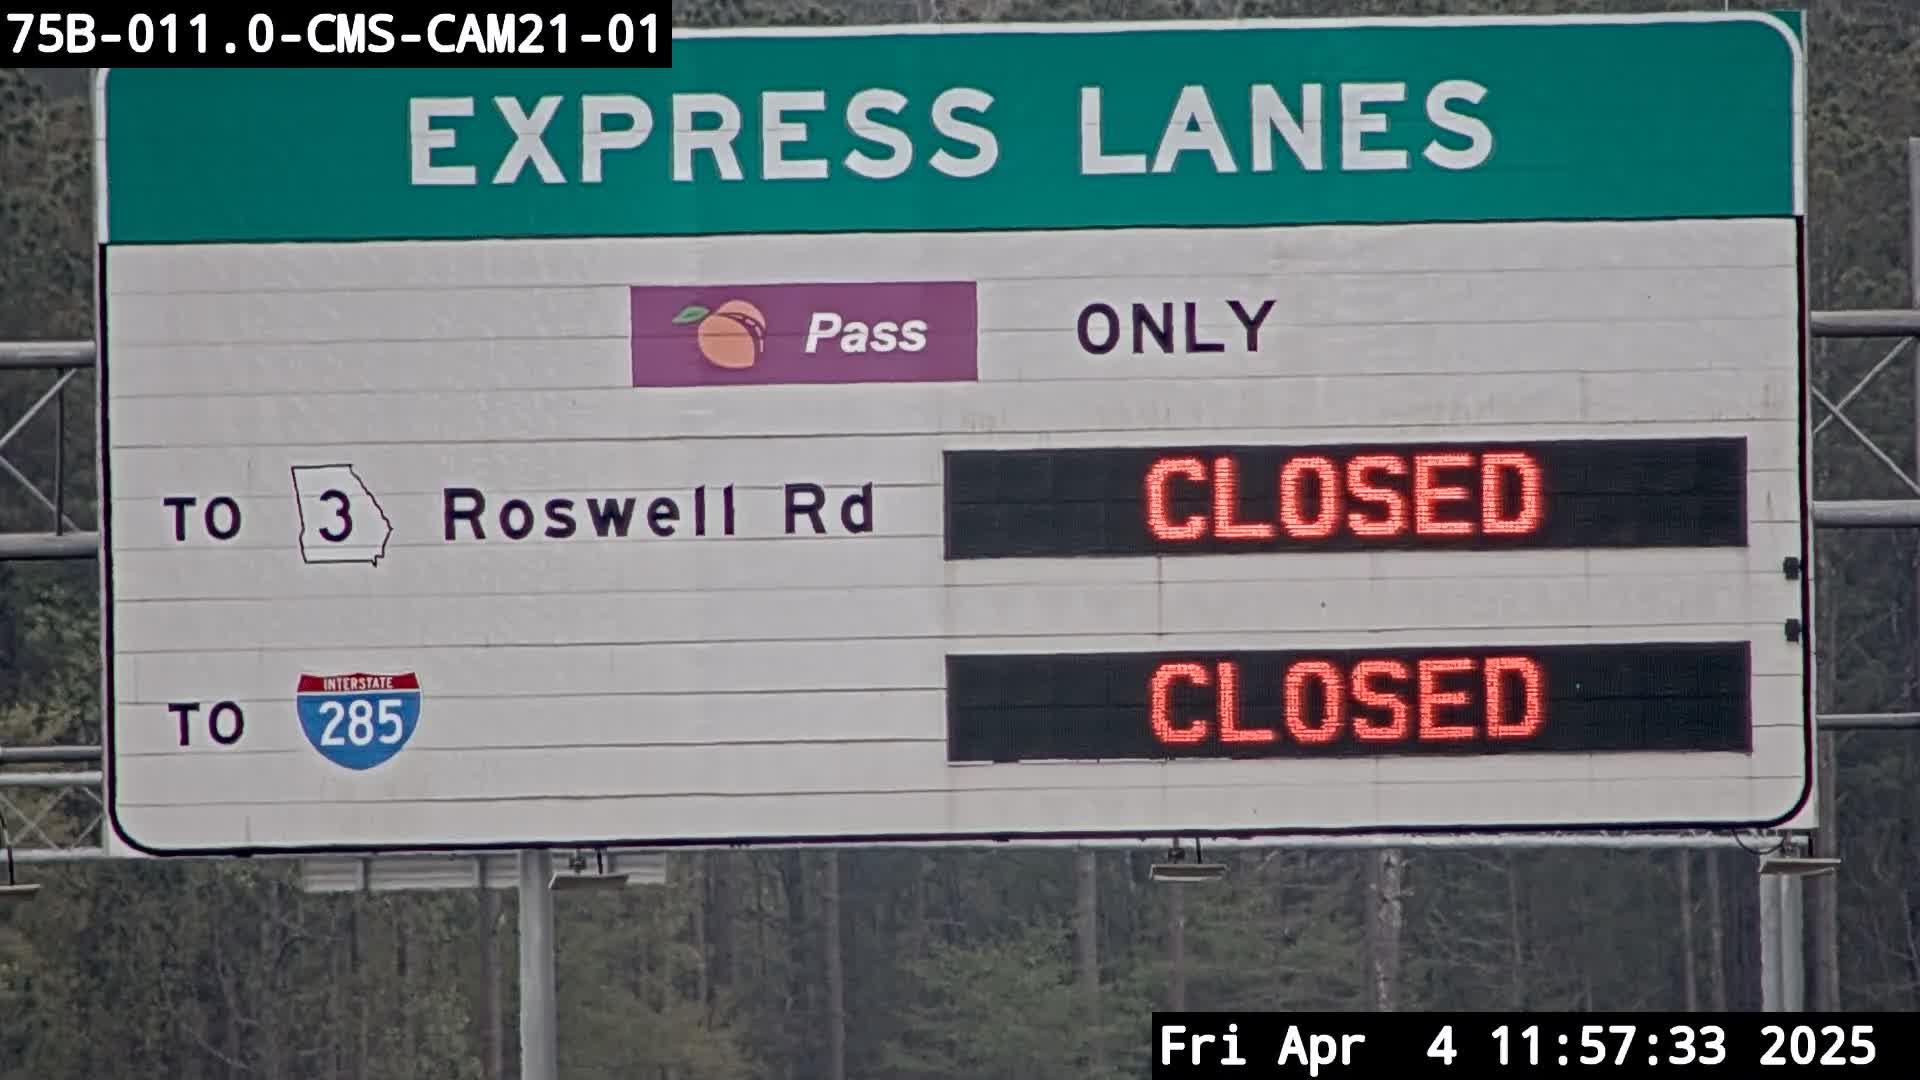 75B-011.0-CMS-CAM21-01
EXPRESS LANES
Pass ONLY
TO 3 Roswell Rd CLOSED
INTERSTATE
TO 285 CLOSED
Fri Apr 4 11:57:33 2025